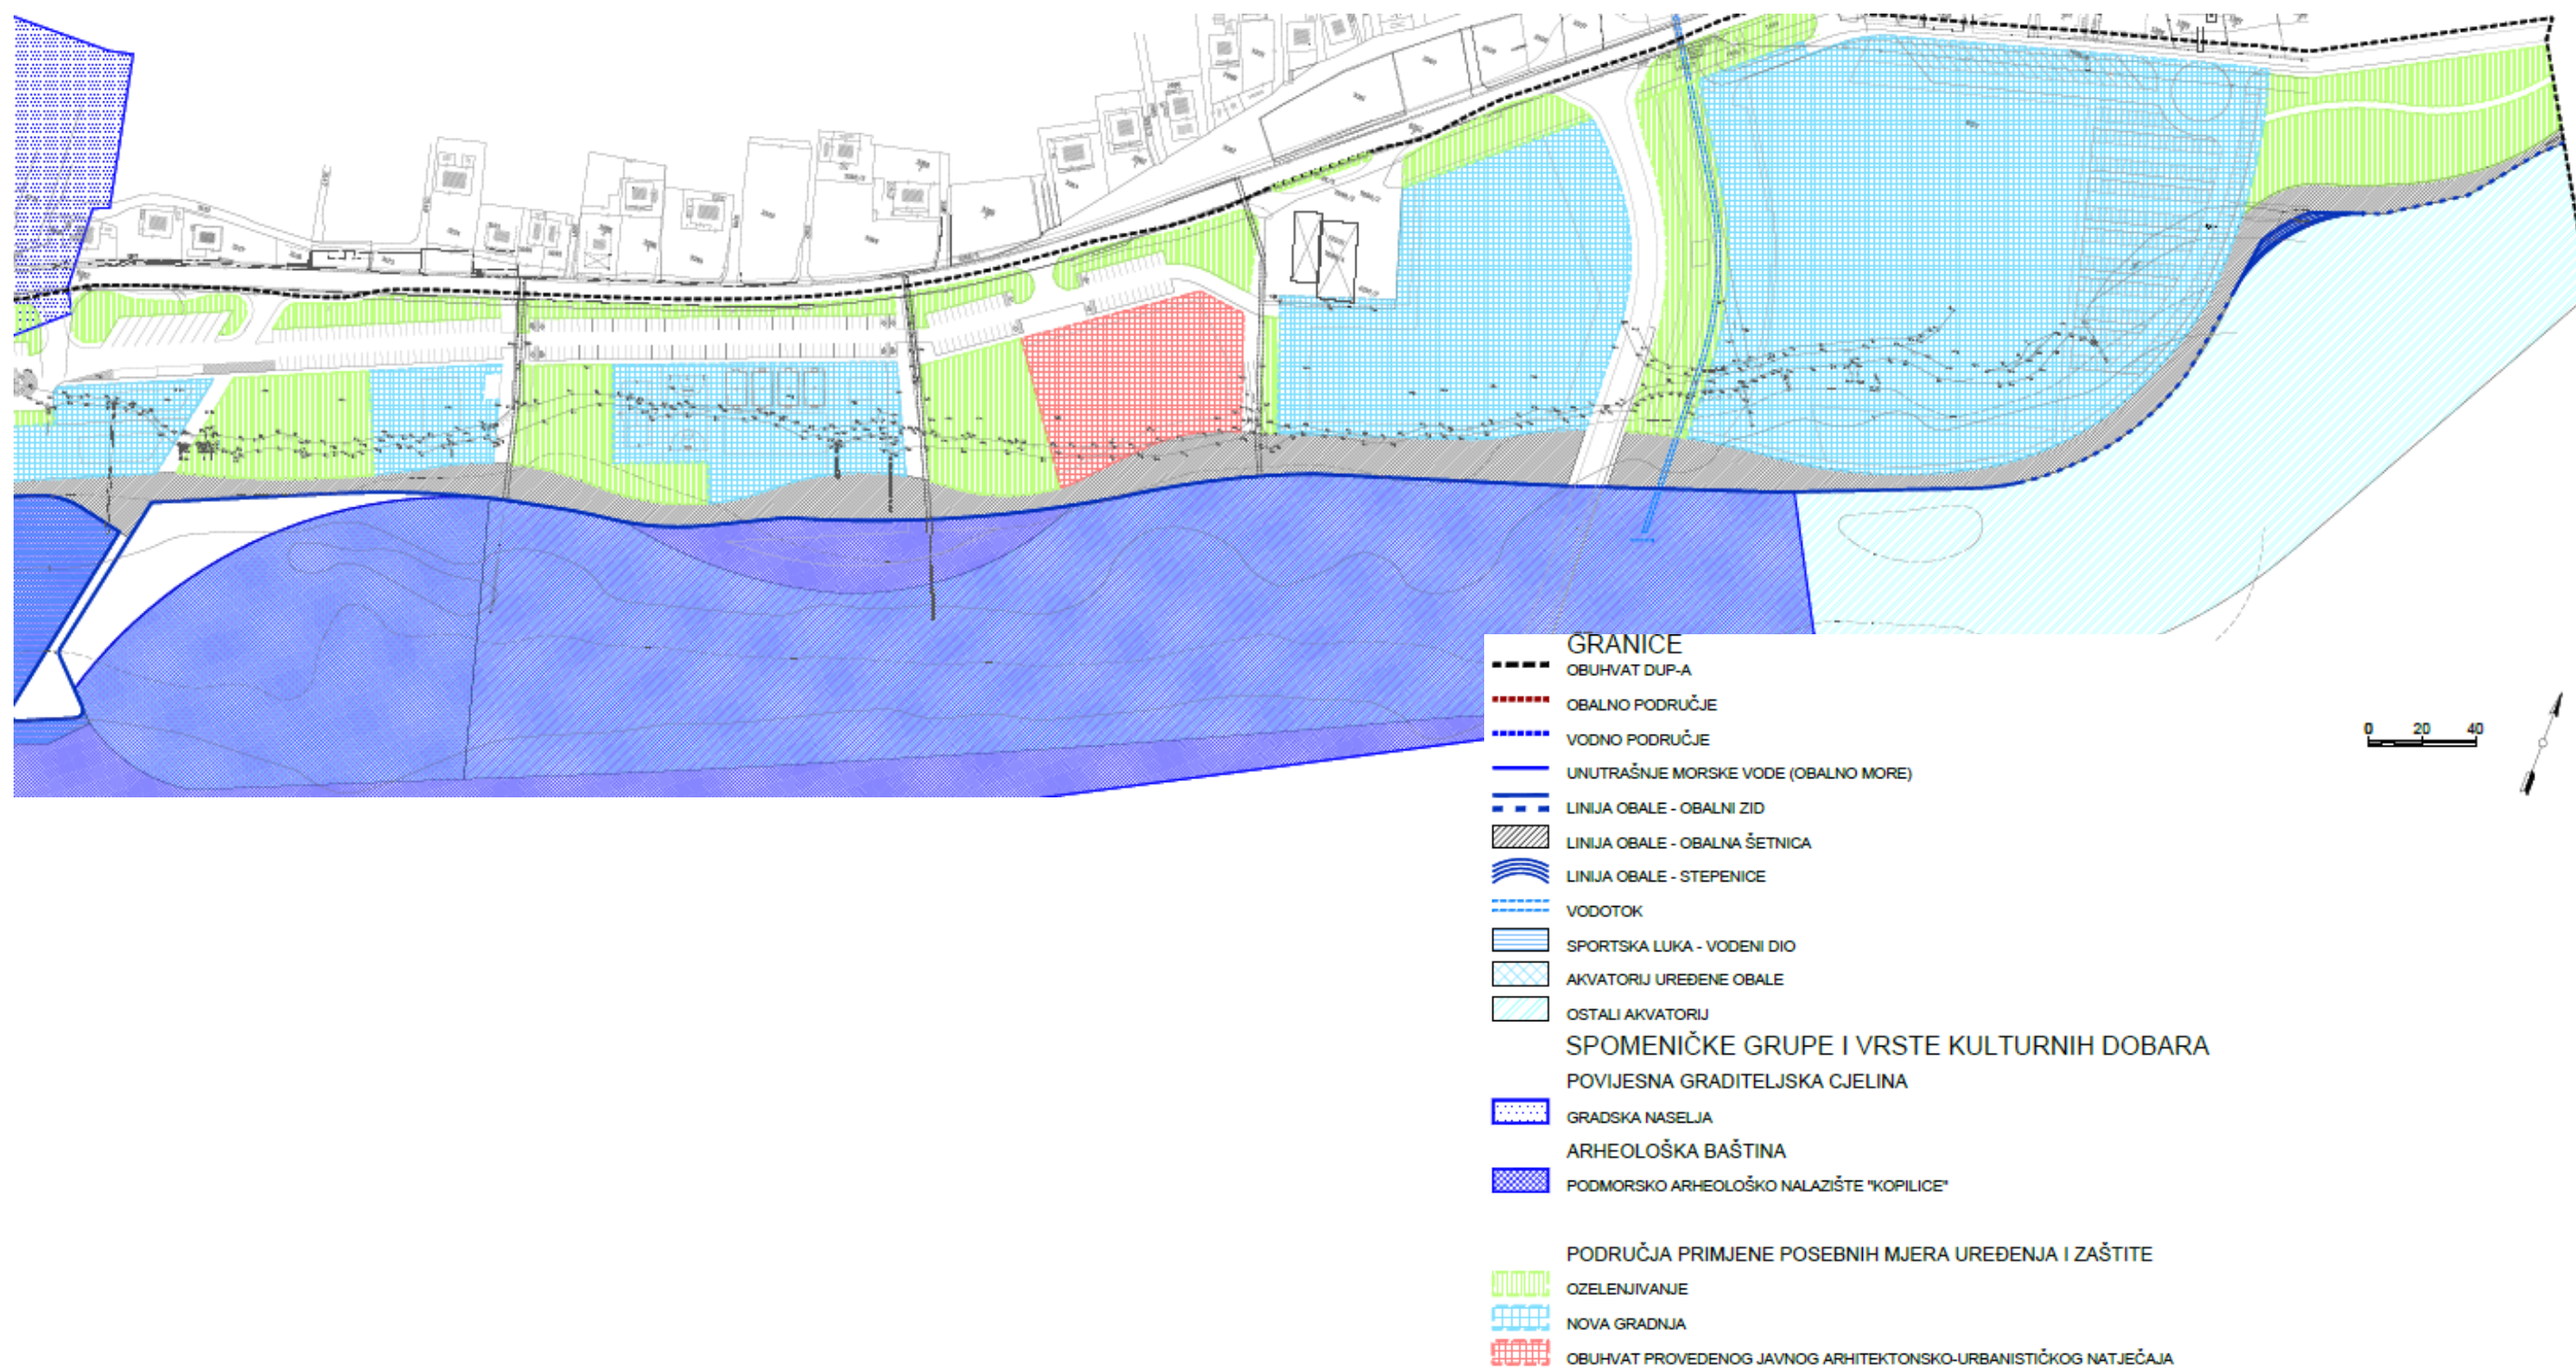 GRANICE
OBUHVAT DUP-A
OBALNO PODRUČJE
VODNO PODRUČJE
UNUTRAŠNJE MORSKE VODE (OBALNO MORE)
LINIJA OBALE - OBALNI ZID
LINIJA OBALE - OBALNA ŠETNICA
LINIJA OBALE - STEPENICE
VODOTOK
SPORTSKA LUKA - VODENI DIO
AKVATORIJ UREĐENE OBALE
OSTALI AKVATORIJ
SPOMENIČKE GRUPE I VRSTE KULTURNIH DOBARA
POVIJESNA GRADITELJSKA CJELINA
GRADSKA NASELJA
ARHEOLOŠKA BAŠTINA
PODMORSKO ARHEOLOŠKO NALAZIŠTE "KOPILICE"
PODRUČJA PRIMJENE POSEBNIH MJERA UREĐENJA I ZAŠTITE
OZELENJIVANJE
NOVA GRADNJA
OBUHVAT PROVEDENOG JAVNOG ARHITEKTONSKO-URBANISTIČKOG NATJEČAJA
0 20 40